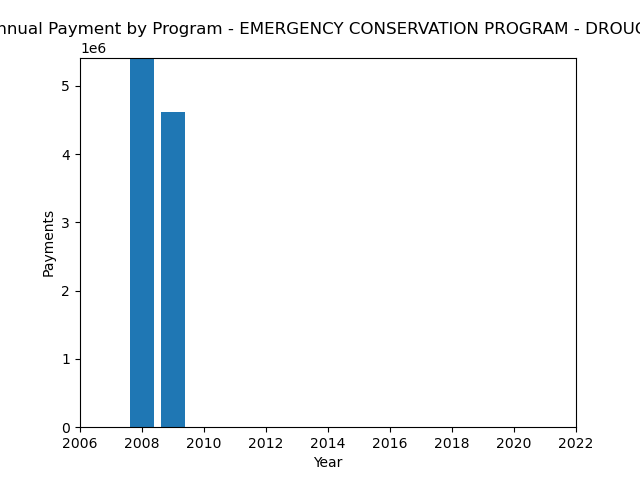 nnual Payment by Program - EMERGENCY CONSERVATION PROGRAM - DROUG
1e6
5
4
3
2
1
0
Payments
2006 2008 2010 2012 2014 2016 2018 2020 2022
Year